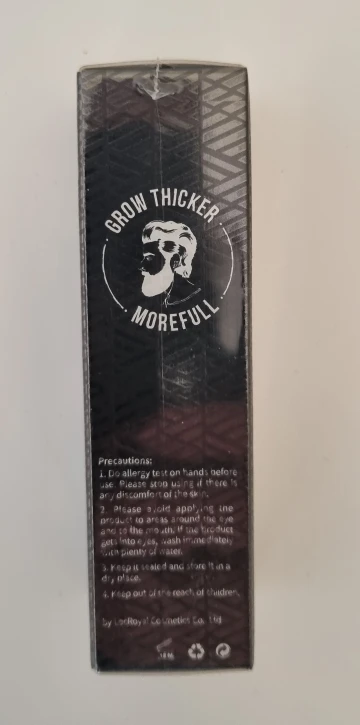 GROW THICKER
MOREFULL
Precautions:
1. Do allergy test on hands before
use. Please stop using if there is
any discomfort of the skin.
2. Please avoid applying the
product to areas around the eye
and to the mouth. If the product
gets into eyes, wash immediately
with plenty of water.
3. Keep it sealed and store it in a
dry place.
4. Keep out of the reach of children.
by Cosmetics Co. Ltd